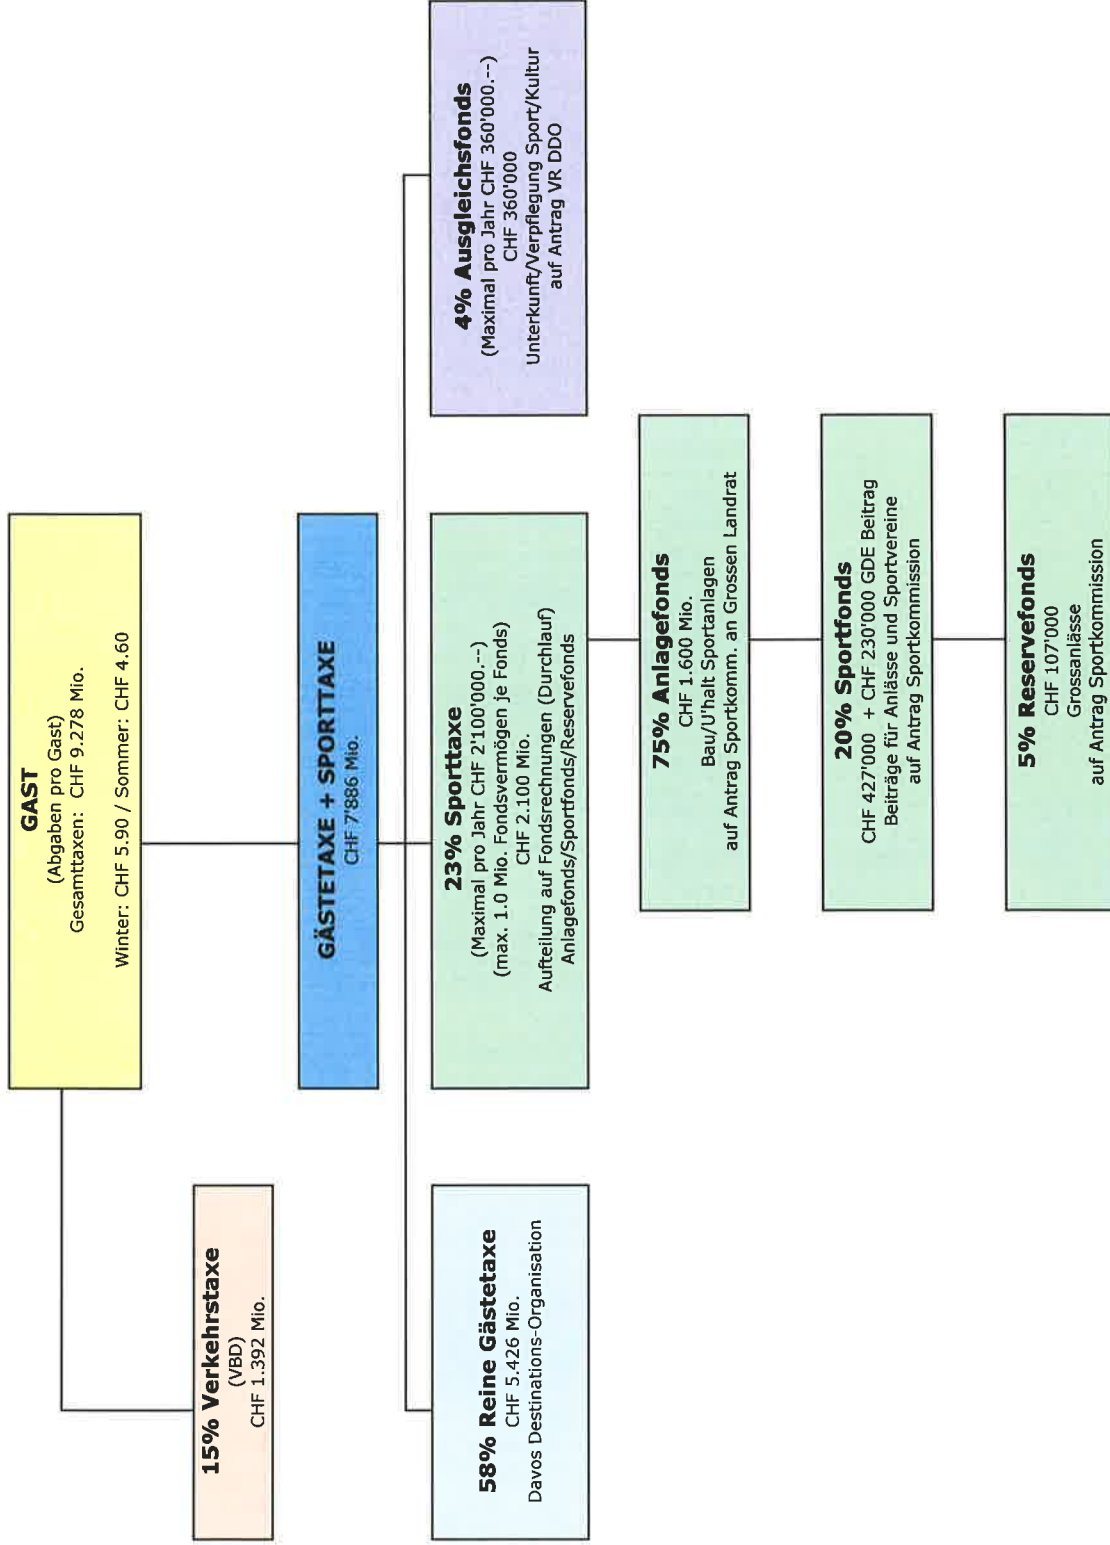 GAST
(Abgaben pro Gast)
Gesamttaxen:  CHF 9.278 Mio.
Winter: CHF 5.90 / Sommer: CHF 4.60
15% Verkehrstaxe
(VBD)
CHF 1.392 Mio.
GÄSTETAXE + SPORTTAXE
CHF 7'886 Mio.
58% Reine Gästetaxe
CHF 5.426 Mio.
Davos Destinations-Organisation
23% Sporttaxe
(Maximal pro Jahr CHF 2'100'000.--)
(max. 1.0 Mio. Fondsvermögen je Fonds)
CHF 2.100 Mio.
Aufteilung auf Fondsrechnungen (Durchlauf)
Anlagefonds/Sportfonds/Reservefonds
4% Ausgleichsfonds
(Maximal pro Jahr CHF 360'000.--)
CHF 360'000
Unterkunft/Verpflegung Sport/Kultur
auf Antrag VR DDO
75% Anlagefonds
CHF 1.600 Mio.
Bau/U'halt Sportanlagen
auf Antrag Sportkomm. an Grossen Landrat
20% Sportfonds
CHF 427'000  + CHF 230'000 GDE Beitrag
Beiträge für Anlässe und Sportvereine
auf Antrag Sportkommission
5% Reservefonds
CHF 107'000
Grossanlässe
auf Antrag Sportkommission